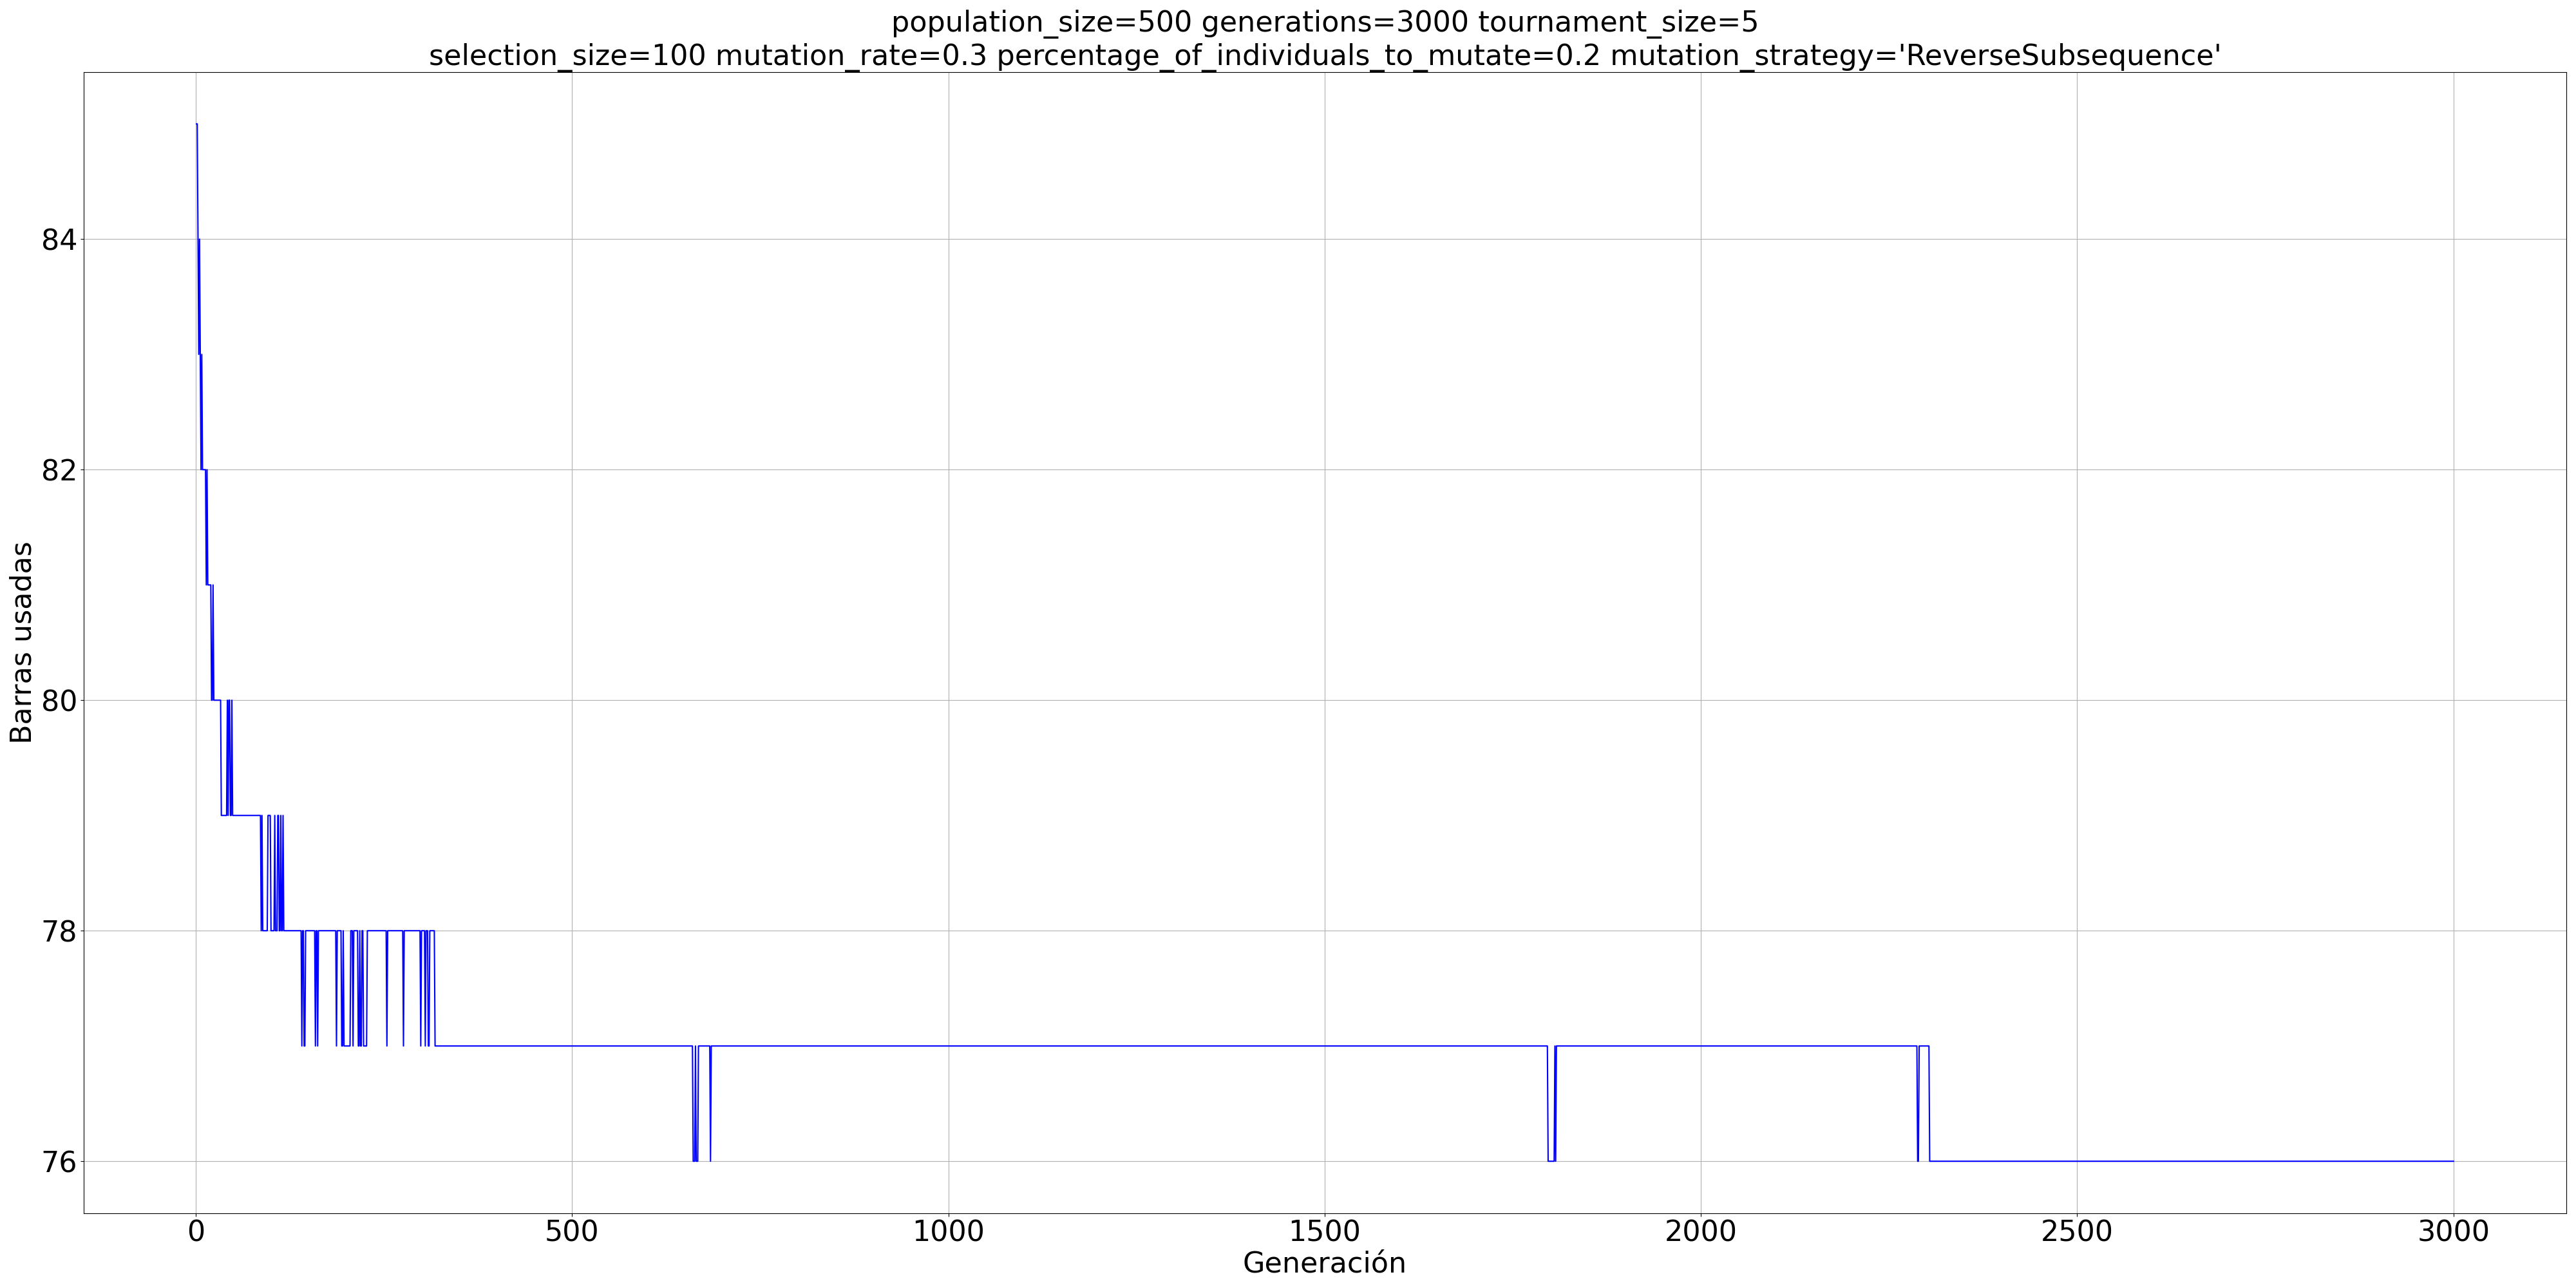 population_size=500 generations=3000 tournament_size=5
selection_size=100 mutation_rate=0.3 percentage_of_individuals_to_mutate=0.2 mutation_strategy='ReverseSubsequence'
Barras usadas
84
82
80
78
76
0 500 1000 1500 2000 2500 3000
Generación